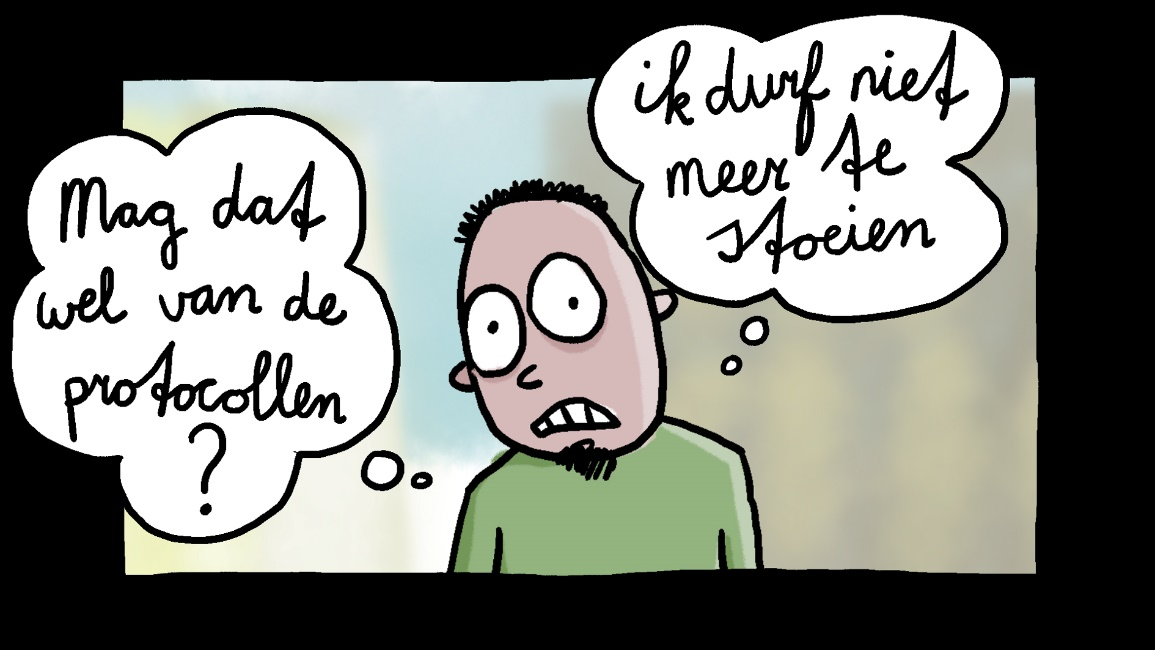 Mag dat
wel van de
protocollen
?
ik durf niet
meer te
stoeien